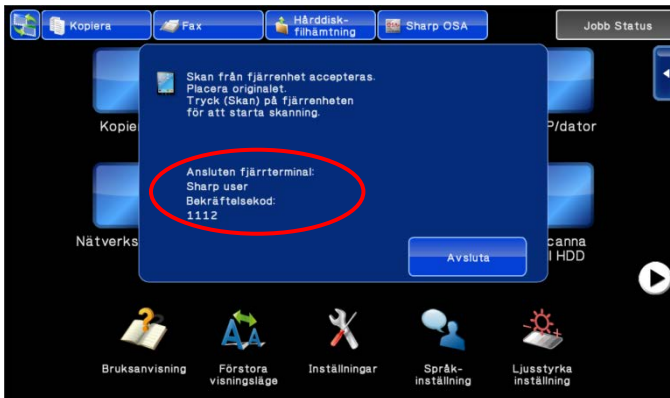 Kopiera
Fax
Hårddisk-
filhämtning
Sharp OSA
Jobb Status
Skan från fjärrenhet accepteras.
Placera originalet.
Tryck (Skan) på fjärrenheten
för att starta skanning.
Kopie
P/dator
Ansluten fjärrterminal:
Sharp user
Bekräftelsekod:
1112
Nätverks
canna
l HDD
Avsluta
Bruksanvisning
Förstora
visningsläge
Inställningar
Språk-
inställning
Ljusstyrka
inställning